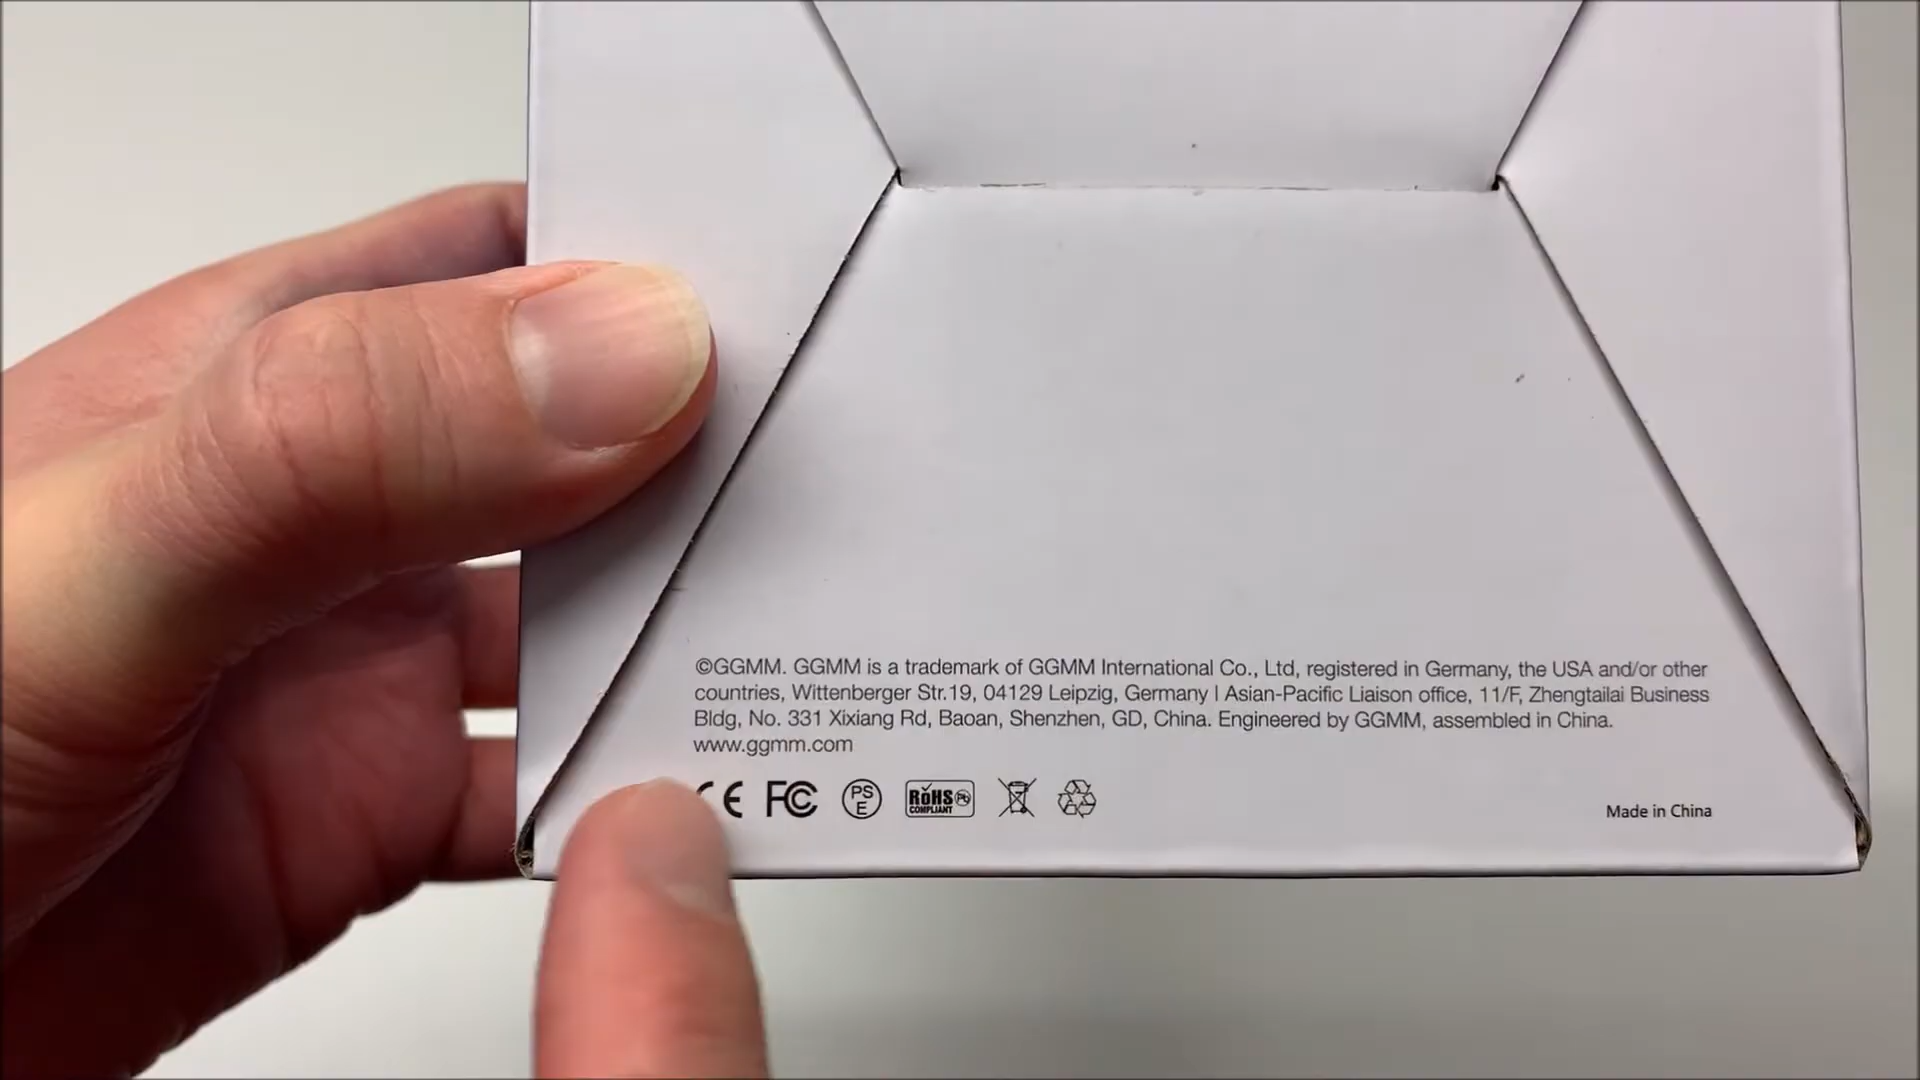 ©GGMM. GGMM is a trademark of GGMM International Co., Ltd, registered in Germany, the USA and/or other
countries, Wittenberger Str.19, 04129 Leipzig, Germany | Asian-Pacific Liaison office, 11/F, Zhengtailai Business
Bldg, No. 331 Xixiang Rd, Baoan, Shenzhen, GD, China. Engineered by GGMM, assembled in China.
www.ggmm.com
CE FC PS E RoHS Pb COMPLIANT
Made in China